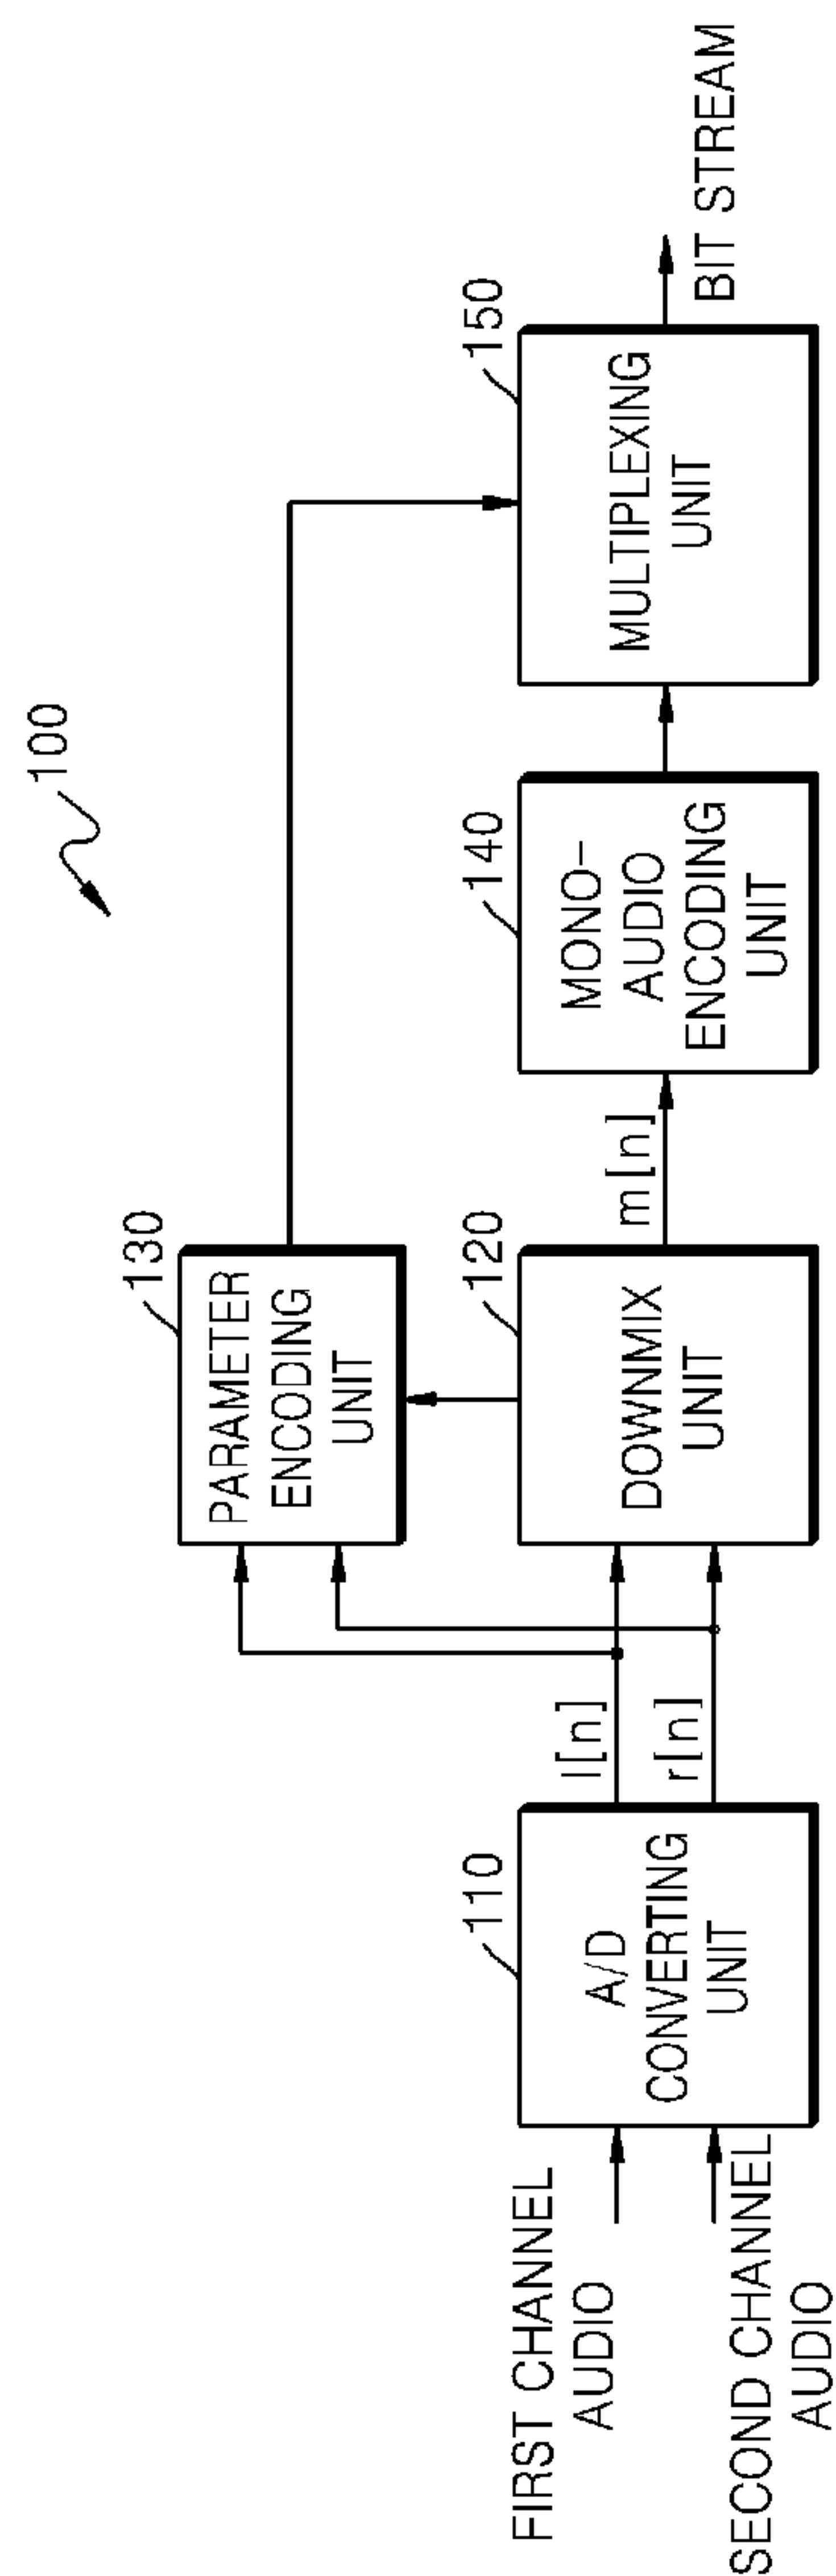 100
FIRST CHANNEL
AUDIO
SECOND CHANNEL
AUDIO
110
A/D
CONVERTING
UNIT
l[n]
r[n]
130
PARAMETER
ENCODING
UNIT
120
DOWNMIX
UNIT
m[n]
140
MONO-
AUDIO
ENCODING
UNIT
150
MULTIPLEXING
UNIT
BIT STREAM